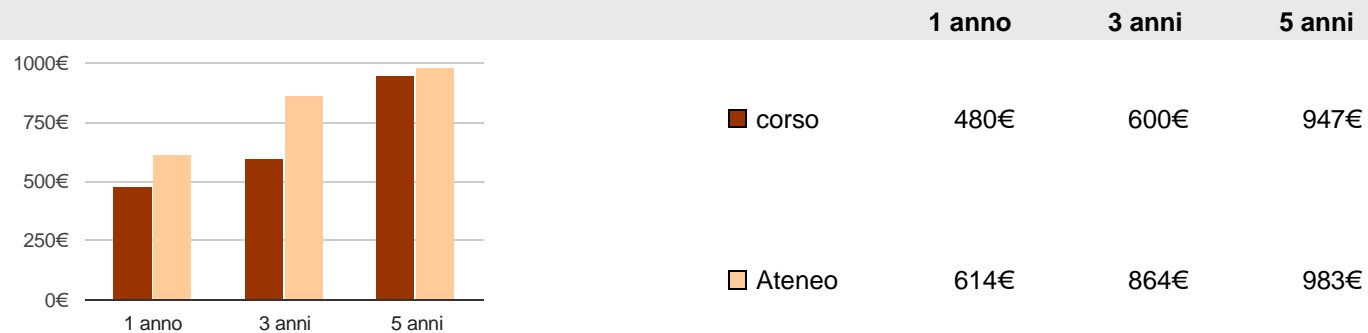 1 anno 3 anni 5 anni
1000€
750€
500€
250€
0€
1 anno 3 anni 5 anni
corso 480€ 600€ 947€
Ateneo 614€ 864€ 983€